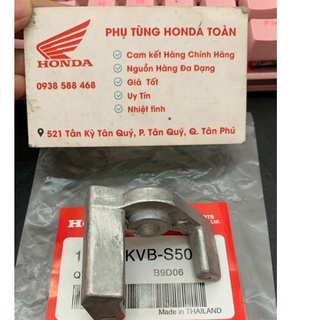 PHỤ TÙNG HONDA TOÀN
HONDA
0938 588 468
✓ Cam kết Hàng Chính Hãng
✓ Nguồn Hàng Đa Dạng
✓ Giá Tốt
✓ Uy Tín
✓ Nhiệt tình
521 Tân Kỳ Tân Quý, P. Tân Quý, Q. Tân Phú
KVB-S50
B9D06
Made in THAILAND